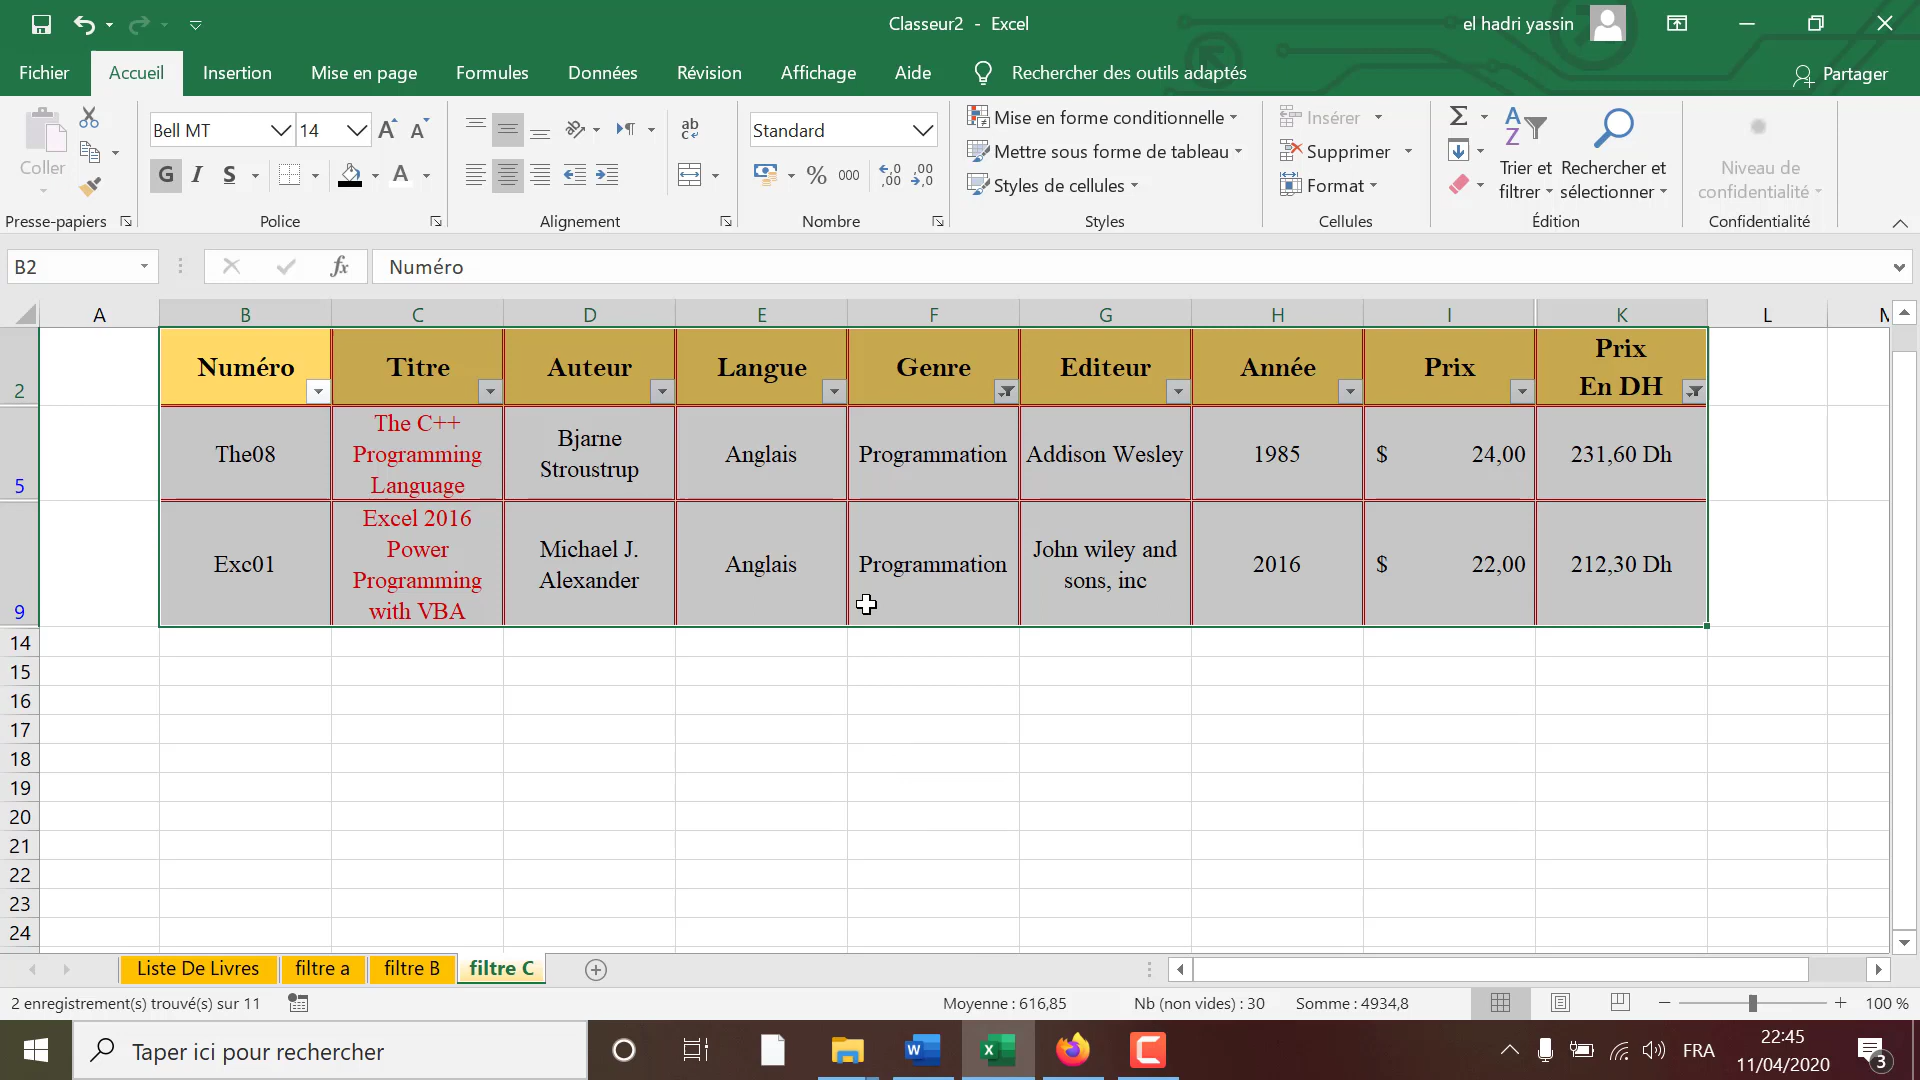 Classeur2 - Excel
el hadri yassin
Fichier Accueil Insertion Mise en page Formules Données Révision Affichage Aide Rechercher des outils adaptés Partager
Coller
Presse-papiers
Bell MT 14
G I S
Police
Alignement
Standard
% 000
Nombre
Mise en forme conditionnelle
Mettre sous forme de tableau
Styles de cellules
Styles
Insérer
Supprimer
Format
Cellules
Trier et
filtrer
Rechercher et
sélectionner
Édition
Niveau de
confidentialité
Confidentialité
B2 fx Numéro
A B C D E F G H I K L
2 Numéro Titre Auteur Langue Genre Editeur Année Prix Prix
En DH
5 The08 The C++
Programming
Language Bjarne
Stroustrup Anglais Programmation Addison Wesley 1985 $ 24,00 231,60 Dh
9 Exc01 Excel 2016
Power
Programming
with VBA Michael J.
Alexander Anglais Programmation John wiley and
sons, inc 2016 $ 22,00 212,30 Dh
14
15
16
17
18
19
20
21
22
23
24
Liste De Livres filtre a filtre B filtre C
2 enregistrement(s) trouvé(s) sur 11 Moyenne : 616,85 Nb (non vides) : 30 Somme : 4934,8 100 %
Taper ici pour rechercher
FRA
22:45
11/04/2020
3